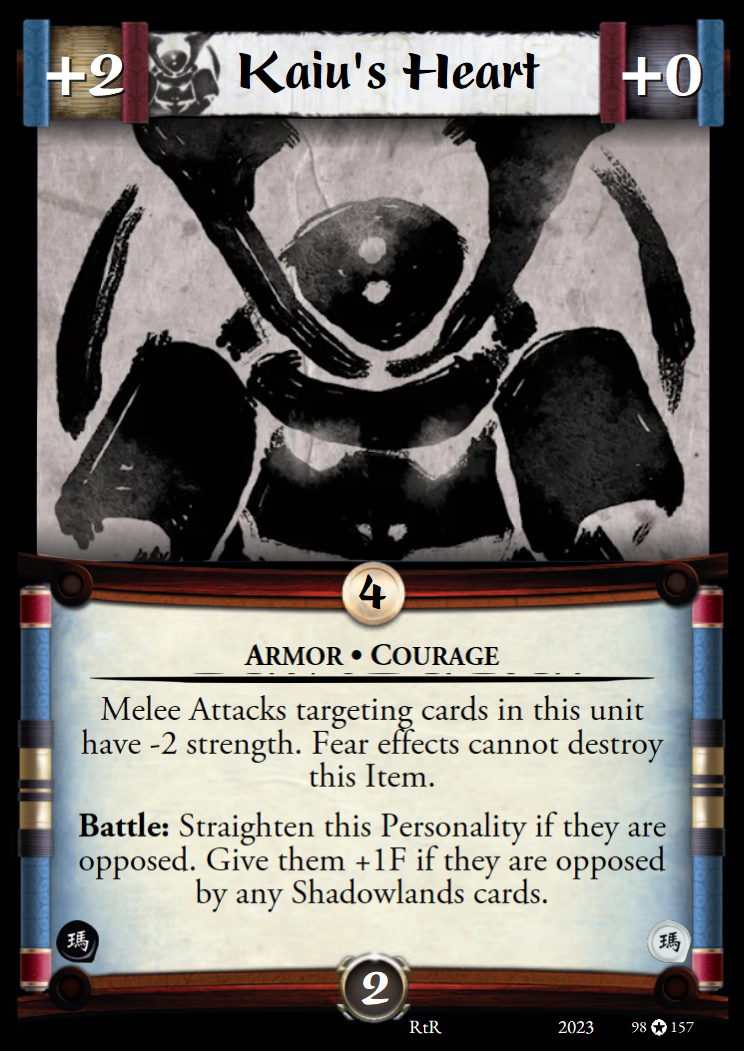 +2 Kaiu's Heart +0
4
ARMOR • COURAGE
Melee Attacks targeting cards in this unit
have -2 strength. Fear effects cannot destroy
this Item.
Battle: Straighten this Personality if they are
opposed. Give them +1F if they are opposed
by any Shadowlands cards.
瑪 瑪
2
RtR 2023 98 ✪ 157